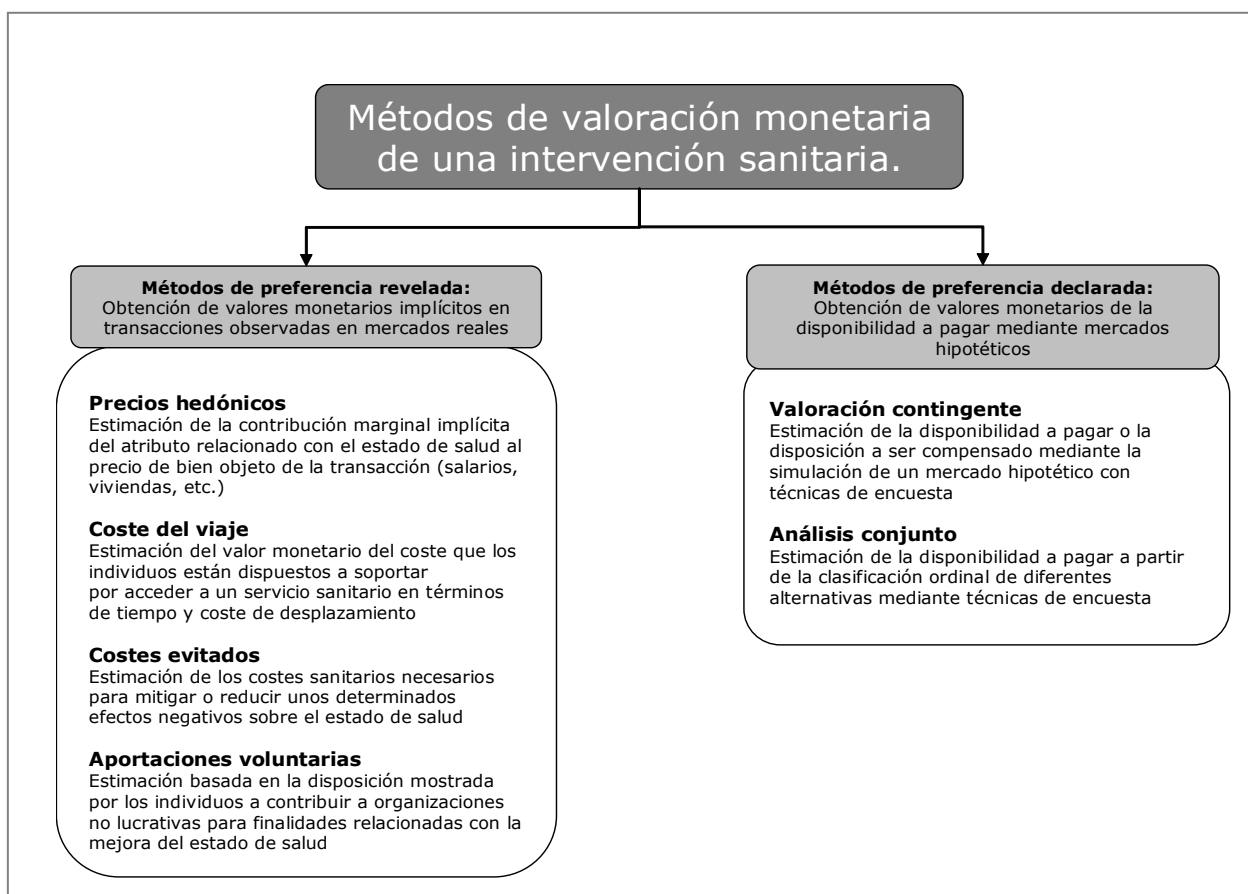 Métodos de valoración monetaria
de una intervención sanitaria.
Métodos de preferencia revelada:
Obtención de valores monetarios implícitos en
transacciones observadas en mercados reales
Precios hedónicos
Estimación de la contribución marginal implícita
del atributo relacionado con el estado de salud al
precio de bien objeto de la transacción (salarios,
viviendas, etc.)
Coste del viaje
Estimación del valor monetario del coste que los
individuos están dispuestos a soportar
por acceder a un servicio sanitario en términos
de tiempo y coste de desplazamiento
Costes evitados
Estimación de los costes sanitarios necesarios
para mitigar o reducir unos determinados
efectos negativos sobre el estado de salud
Aportaciones voluntarias
Estimación basada en la disposición mostrada
por los individuos a contribuir a organizaciones
no lucrativas para finalidades relacionadas con la
mejora del estado de salud
Métodos de preferencia declarada:
Obtención de valores monetarios de la
disponibilidad a pagar mediante mercados
hipotéticos
Valoración contingente
Estimación de la disponibilidad a pagar o la
disposición a ser compensado mediante la
simulación de un mercado hipotético con
técnicas de encuesta
Análisis conjunto
Estimación de la disponibilidad a pagar a partir
de la clasificación ordinal de diferentes
alternativas mediante técnicas de encuesta